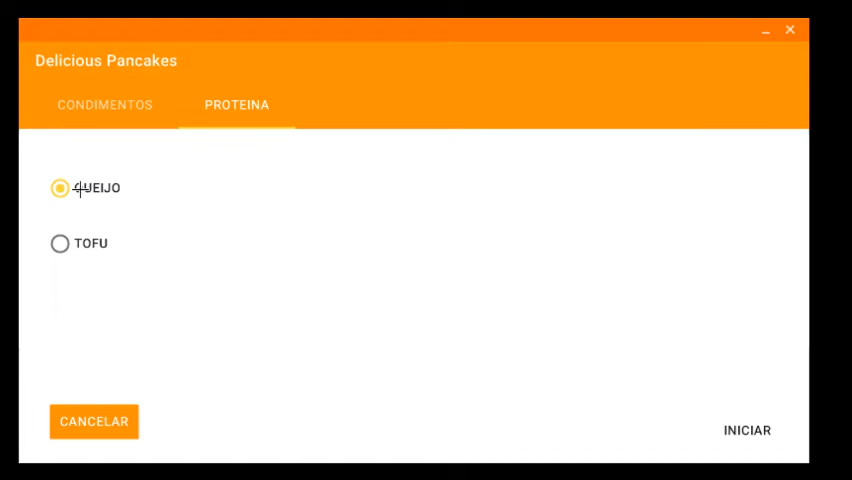 Delicious Pancakes
CONDIMENTOS PROTEINA
QUEIJO
TOFU
CANCELAR
INICIAR